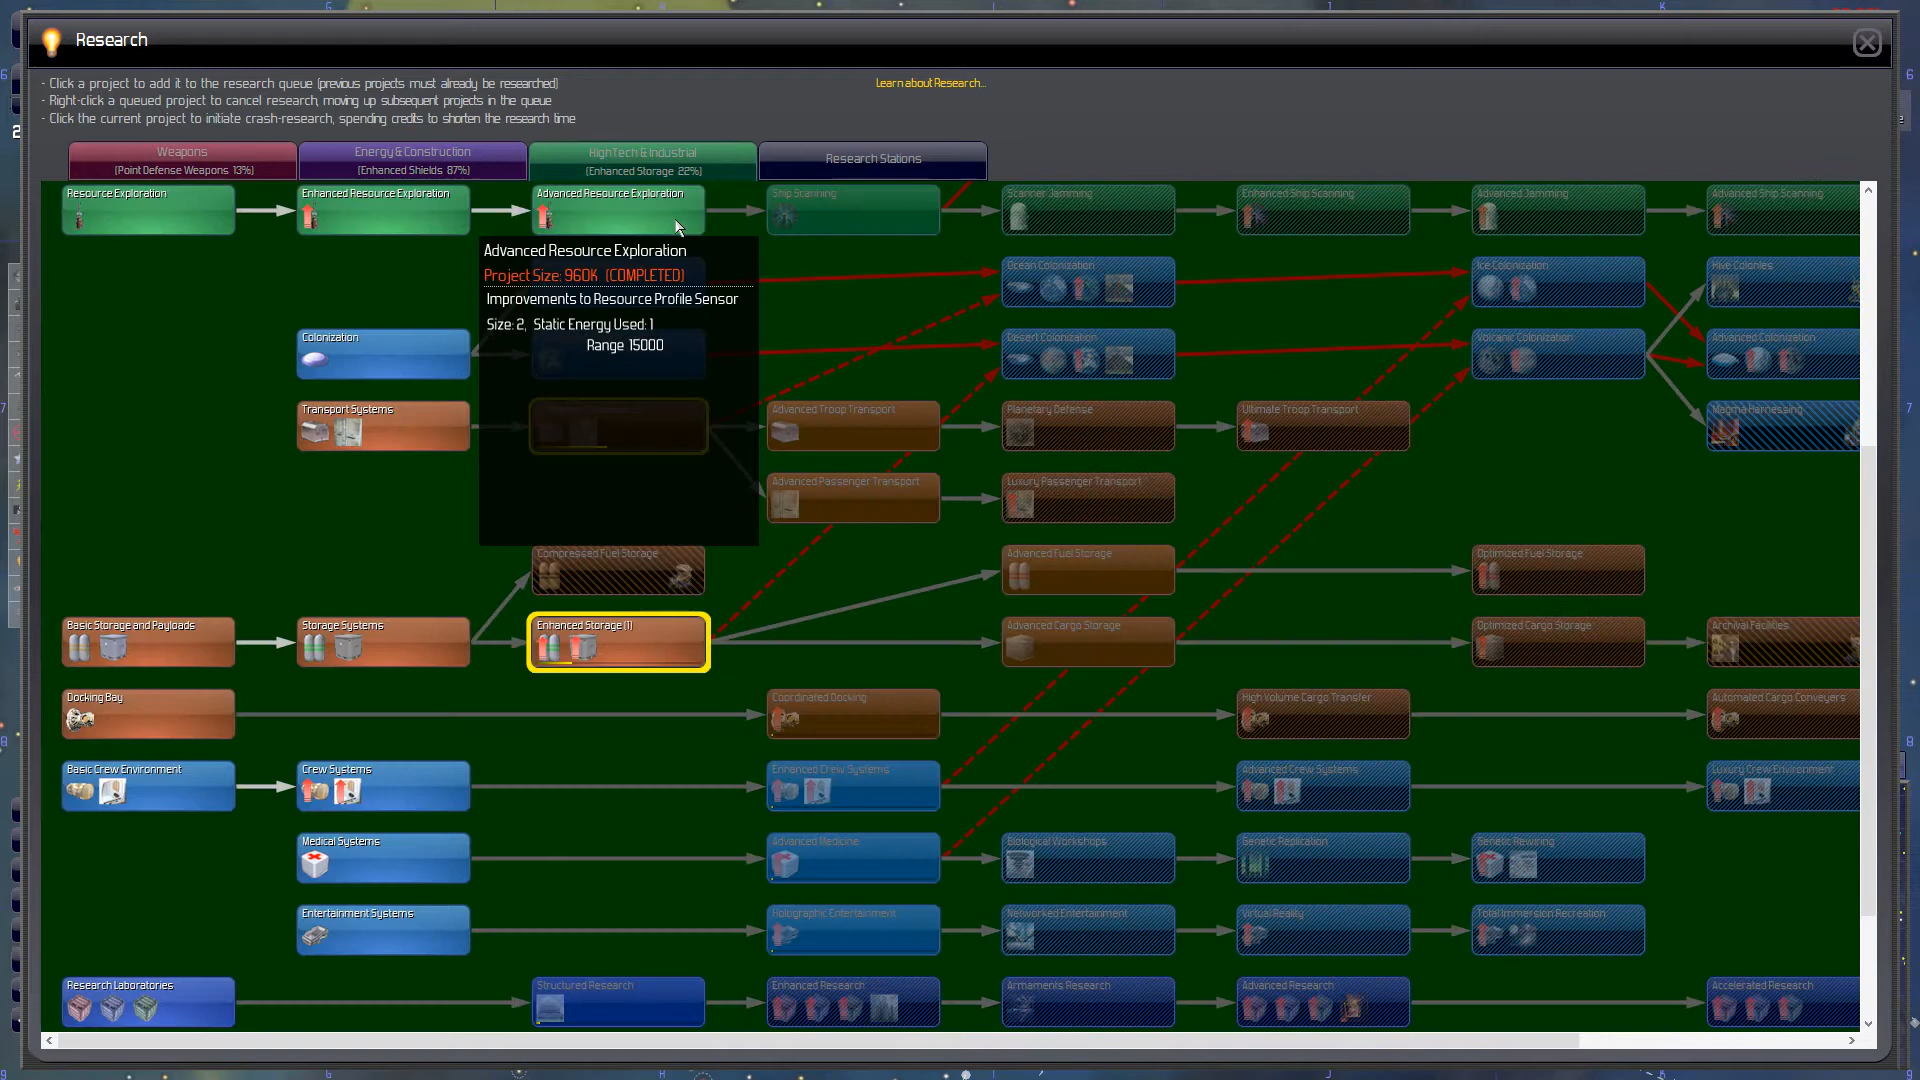 Research
- Click a project to add it to the research queue (previous projects must already be researched)
Learn about Research...
- Right-click a queued project to cancel research, moving up subsequent projects in the queue
- Click the current project to initiate crash-research, spending credits to shorten the research time
Weapons
(Point Defense Weapons 13%)
Energy & Construction
(Enhanced Shields 87%)
HighTech & Industrial
(Enhanced Storage 22%)
Research Stations
Resource Exploration
Enhanced Resource Exploration
Advanced Resource Exploration
Ship Scanning
Scanner Jamming
Enhanced Ship Scanning
Advanced Jamming
Advanced Ship Scanning
Advanced Resource Exploration
Project Size: 960K (COMPLETED)
Improvements to Resource Profile Sensor
Size: 2, Static Energy Used: 1
Range 15000
Ocean Colonization
Ice Colonization
Hive Colonies
Colonization
Desert Colonization
Volcanic Colonization
Advanced Colonization
Transport Systems
Advanced Troop Transport
Planetary Defense
Ultimate Troop Transport
Magma Harnessing
Advanced Passenger Transport
Luxury Passenger Transport
Compressed Fuel Storage
Advanced Fuel Storage
Optimized Fuel Storage
Basic Storage and Payloads
Storage Systems
Enhanced Storage (1)
Advanced Cargo Storage
Optimized Cargo Storage
Archival Facilities
Docking Bay
Coordinated Docking
High Volume Cargo Transfer
Automated Cargo Conveyers
Basic Crew Environment
Crew Systems
Enhanced Crew Systems
Advanced Crew Systems
Luxury Crew Environment
Medical Systems
Advanced Medicine
Biological Workshops
Genetic Replication
Genetic Rewiring
Entertainment Systems
Holographic Entertainment
Networked Entertainment
Virtual Reality
Total Immersion Recreation
Research Laboratories
Structured Research
Enhanced Research
Armaments Research
Advanced Research
Accelerated Research